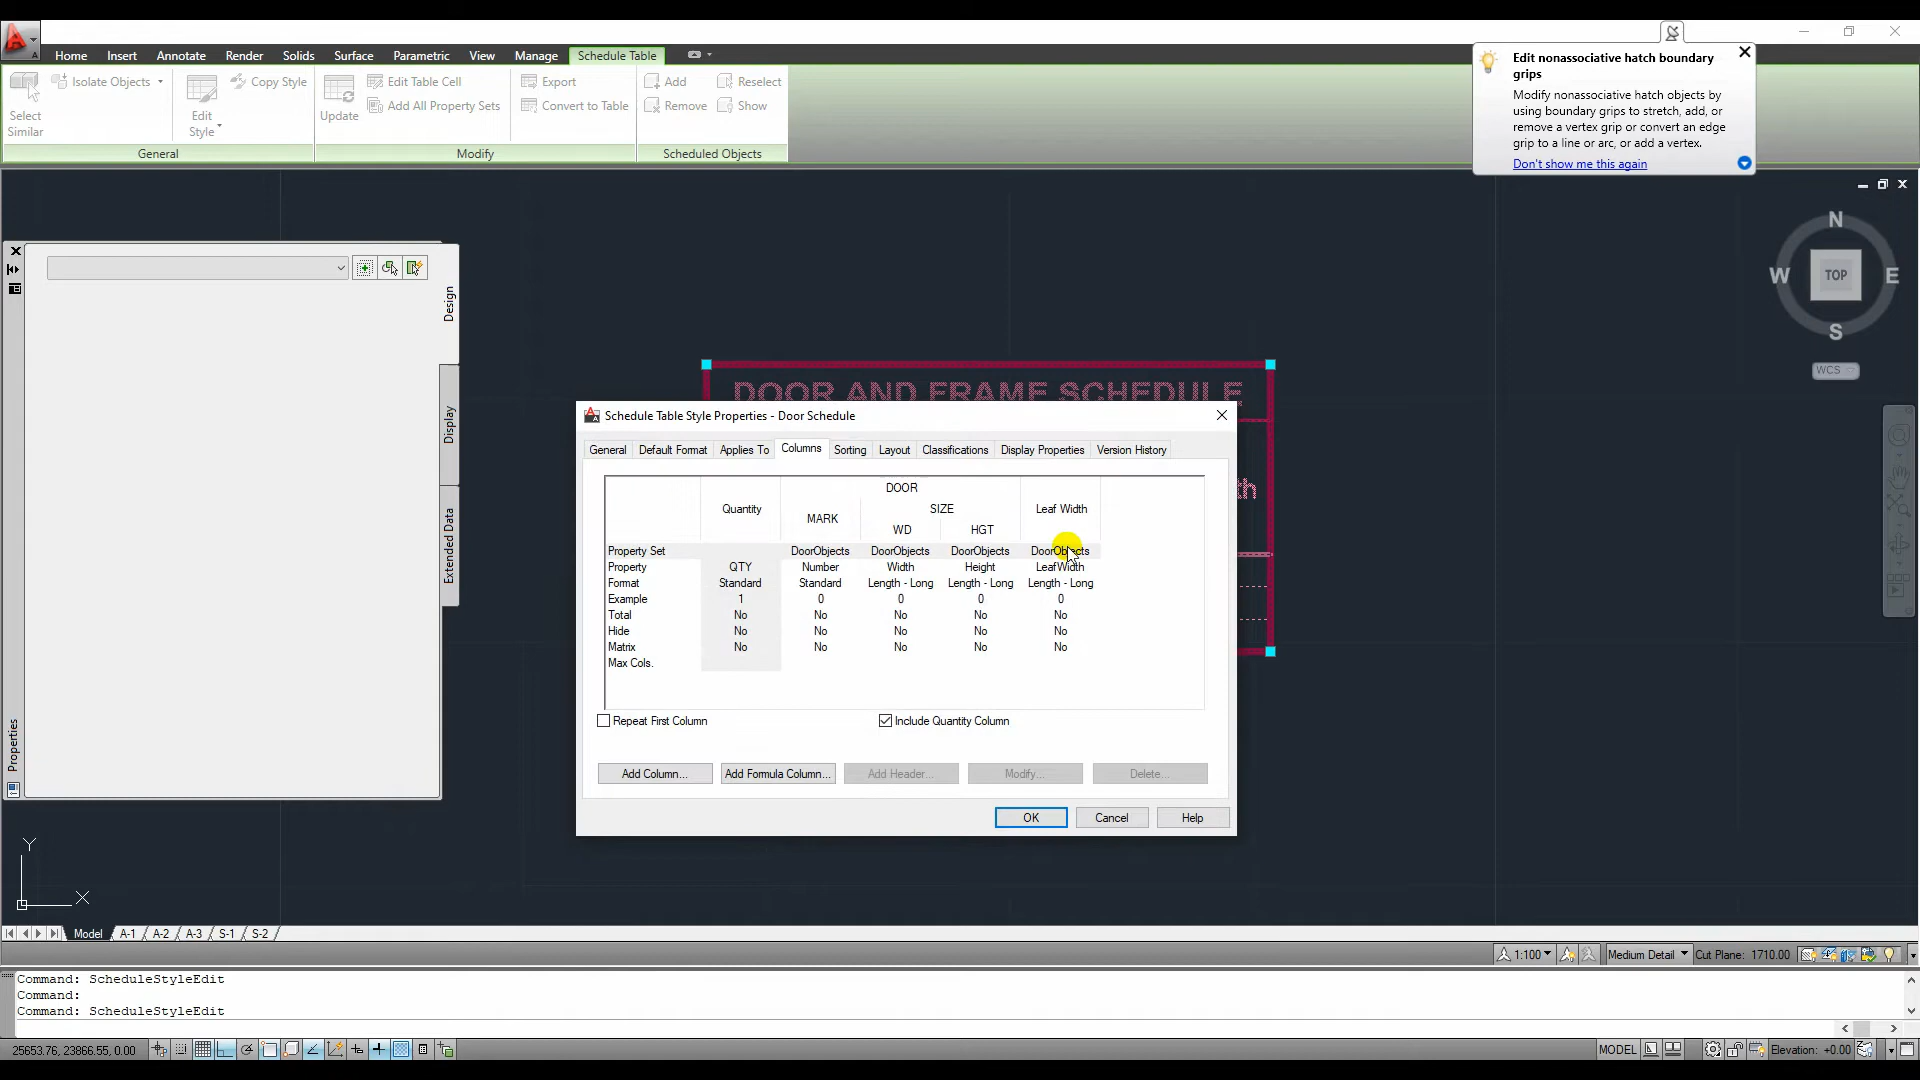 Home Insert Annotate Render Solids Surface Parametric View Manage Schedule Table
Select Similar
Isolate Objects
Edit Style
Copy Style
General
Update
Edit Table Cell
Add All Property Sets
Export
Convert to Table
Modify
Add
Remove
Reselect
Show
Scheduled Objects
Edit nonassociative hatch boundary
grips
Modify nonassociative hatch objects by
using boundary grips to stretch, add, or
remove a vertex grip or convert an edge
grip to a line or arc, or add a vertex.
Don't show me this again
N
W TOP E
S
WCS
Design
Display
Extended Data
Properties
DOOR AND FRAME SCHEDULE
th
Schedule Table Style Properties - Door Schedule
General Default Format Applies To Columns Sorting Layout Classifications Display Properties Version History
DOOR
Quantity SIZE Leaf Width
MARK
WD HGT
Property Set DoorObjects DoorObjects DoorObjects DoorObjects
Property QTY Number Width Height LeafWidth
Format Standard Standard Length - Long Length - Long Length - Long
Example 1 0 0 0 0
Total No No No No No
Hide No No No No No
Matrix No No No No No
Max Cols.
Repeat First Column Include Quantity Column
Add Column... Add Formula Column... Add Header... Modify... Delete...
OK Cancel Help
Y
X
Model A-1 A-2 A-3 S-1 S-2
1:100 Medium Detail Cut Plane: 1710.00
Command: ScheduleStyleEdit
Command:
Command: ScheduleStyleEdit
25653.76, 23866.55, 0.00 MODEL Elevation: +0.00